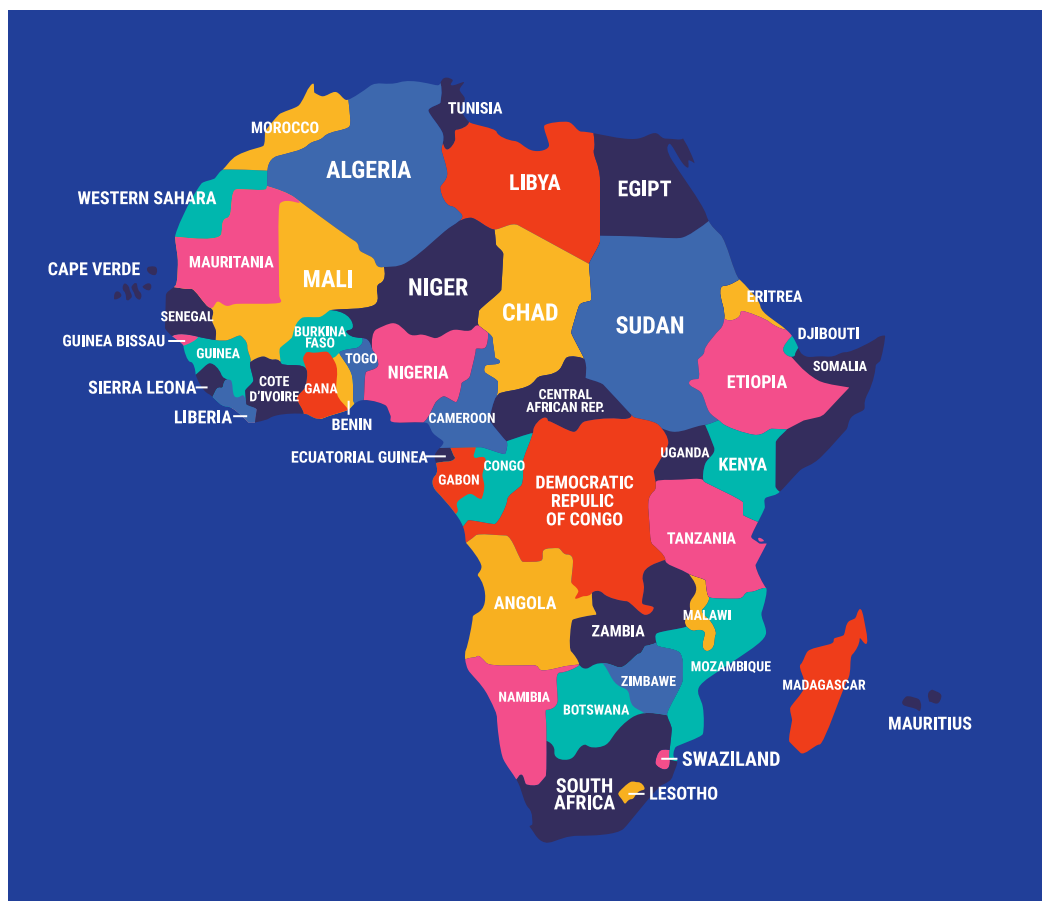 TUNISIA
MOROCCO
ALGERIA
LIBYA
EGIPT
WESTERN SAHARA
MAURITANIA
CAPE VERDE
MALI
NIGER
CHAD
SUDAN
ERITREA
SENEGAL
DJIBOUTI
GUINEA BISSAU
BURKINA
FASO
GUINEA
TOGO
NIGERIA
SOMALIA
ETIOPIA
SIERRA LEONA
COTE
D'IVOIRE
GANA
CENTRAL
AFRICAN REP.
LIBERIA
BENIN
CAMEROON
ECUATORIAL GUINEA
UGANDA
KENYA
CONGO
GABON
DEMOCRATIC
REPULIC
OF CONGO
TANZANIA
ANGOLA
MALAWI
ZAMBIA
MOZAMBIQUE
ZIMBAWE
MADAGASCAR
NAMIBIA
BOTSWANA
MAURITIUS
SWAZILAND
SOUTH
AFRICA
LESOTHO